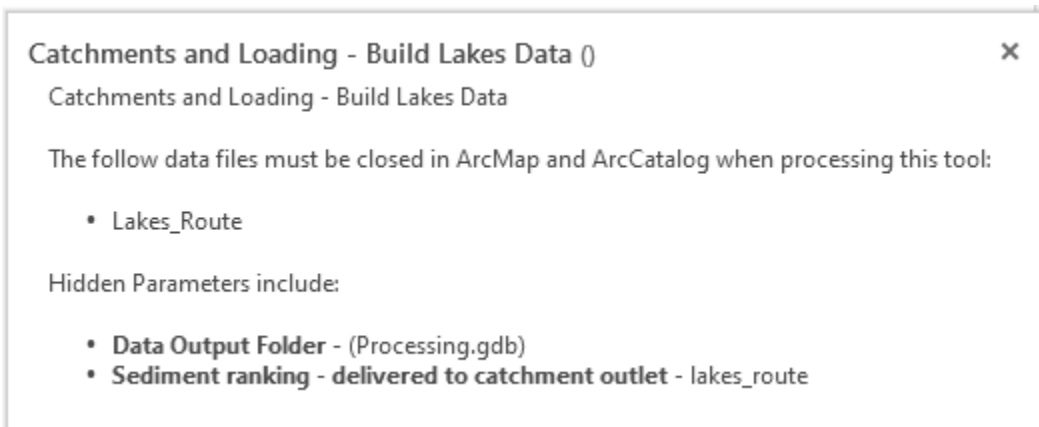 Catchments and Loading - Build Lakes Data ()
Catchments and Loading - Build Lakes Data
The follow data files must be closed in ArcMap and ArcCatalog when processing this tool:
• Lakes_Route
Hidden Parameters include:
• Data Output Folder - (Processing.gdb)
• Sediment ranking - delivered to catchment outlet - lakes_route